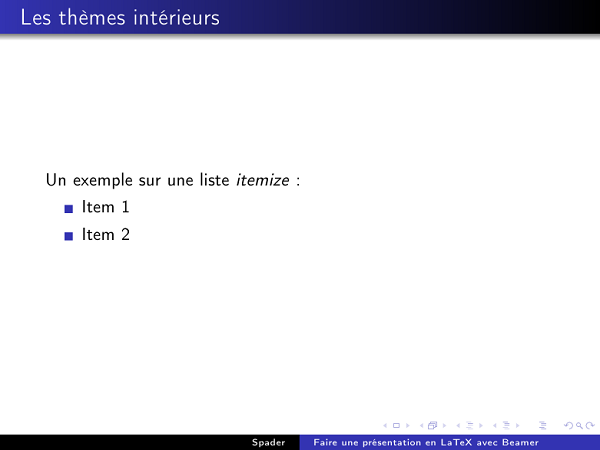 Les thèmes intérieurs
Un exemple sur une liste itemize :
Item 1
Item 2
Spader
Faire une présentation en LaTeX avec Beamer